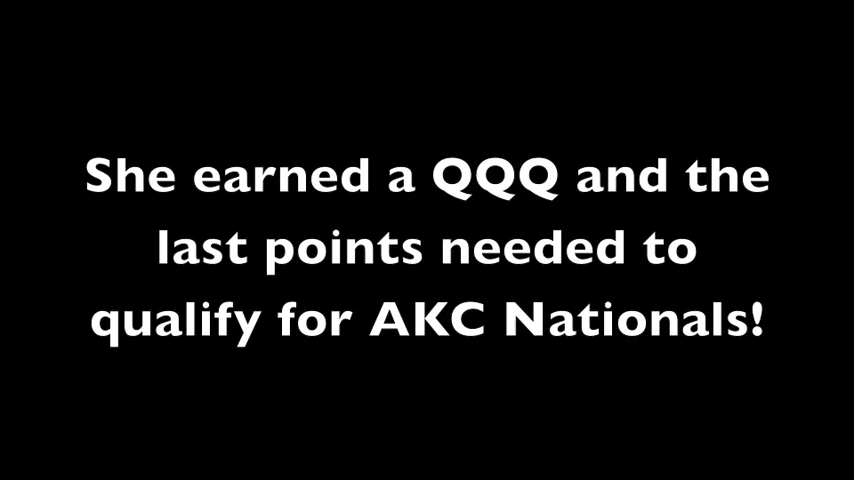 She earned a QQQ and the
last points needed to
qualify for AKC Nationals!